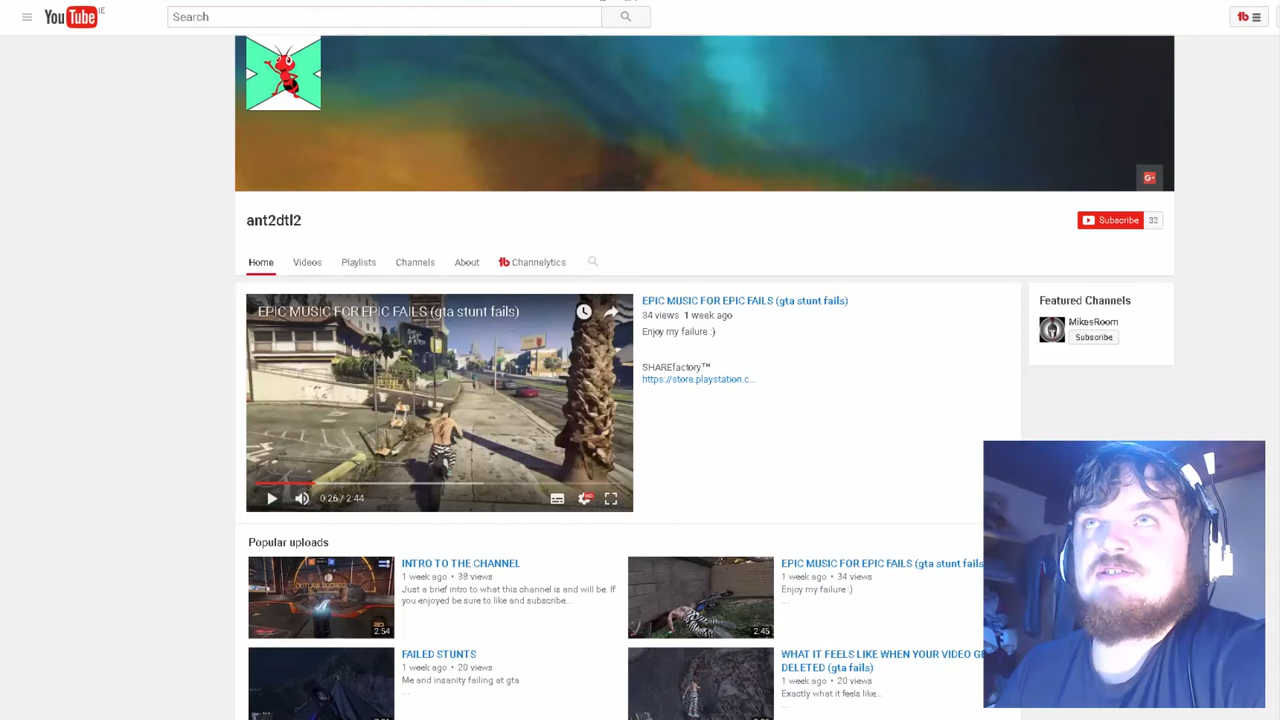 YouTube IE
Search
ant2dtl2
Subscribe 32
Home Videos Playlists Channels About Channelytics
EPIC MUSIC FOR EPIC FAILS (gta stunt fails)
0:26 / 2:44
EPIC MUSIC FOR EPIC FAILS (gta stunt fails)
34 views 1 week ago
Enjoy my failure :)
SHAREfactory™
https://store.playstation.c...
Featured Channels
MikesRoom
Subscribe
Popular uploads
2:54
INTRO TO THE CHANNEL
1 week ago • 38 views
Just a brief intro to what this channel is and will be. If
you enjoyed be sure to like and subscribe...
2:45
EPIC MUSIC FOR EPIC FAILS (gta stunt fails
1 week ago • 34 views
Enjoy my failure :)
...
FAILED STUNTS
1 week ago • 20 views
Me and insanity failing at gta
...
WHAT IT FEELS LIKE WHEN YOUR VIDEO GE
DELETED (gta fails)
1 week ago • 20 views
Exactly what it feels like...
...